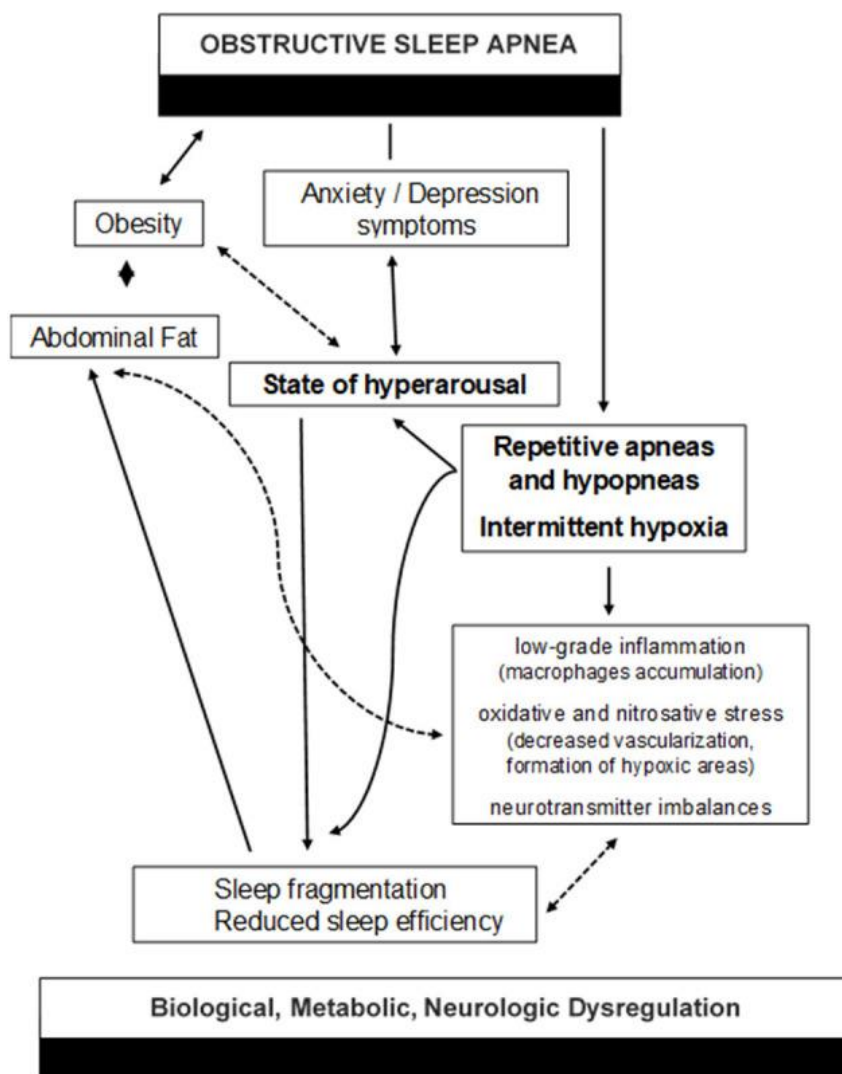 OBSTRUCTIVE SLEEP APNEA
Anxiety / Depression
symptoms
Obesity
Abdominal Fat
State of hyperarousal
Repetitive apneas
and hypopneas
Intermittent hypoxia
low-grade inflammation
(macrophages accumulation)
oxidative and nitrosative stress
(decreased vascularization,
formation of hypoxic areas)
neurotransmitter imbalances
Sleep fragmentation
Reduced sleep efficiency
Biological, Metabolic, Neurologic Dysregulation